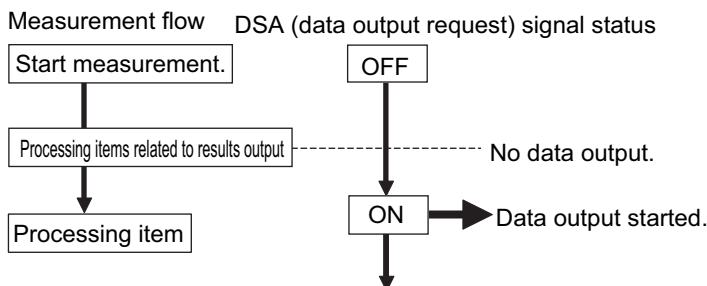 Measurement flow
DSA (data output request) signal status
Start measurement.
OFF
Processing items related to results output
No data output.
ON
Data output started.
Processing item